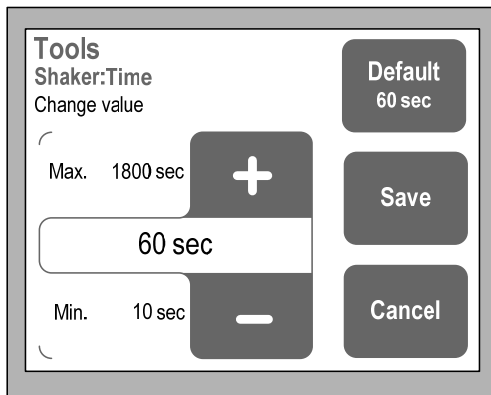 Tools
Shaker:Time
Change value
Default
60 sec
Max. 1800 sec
+
Save
60 sec
Min. 10 sec
−
Cancel